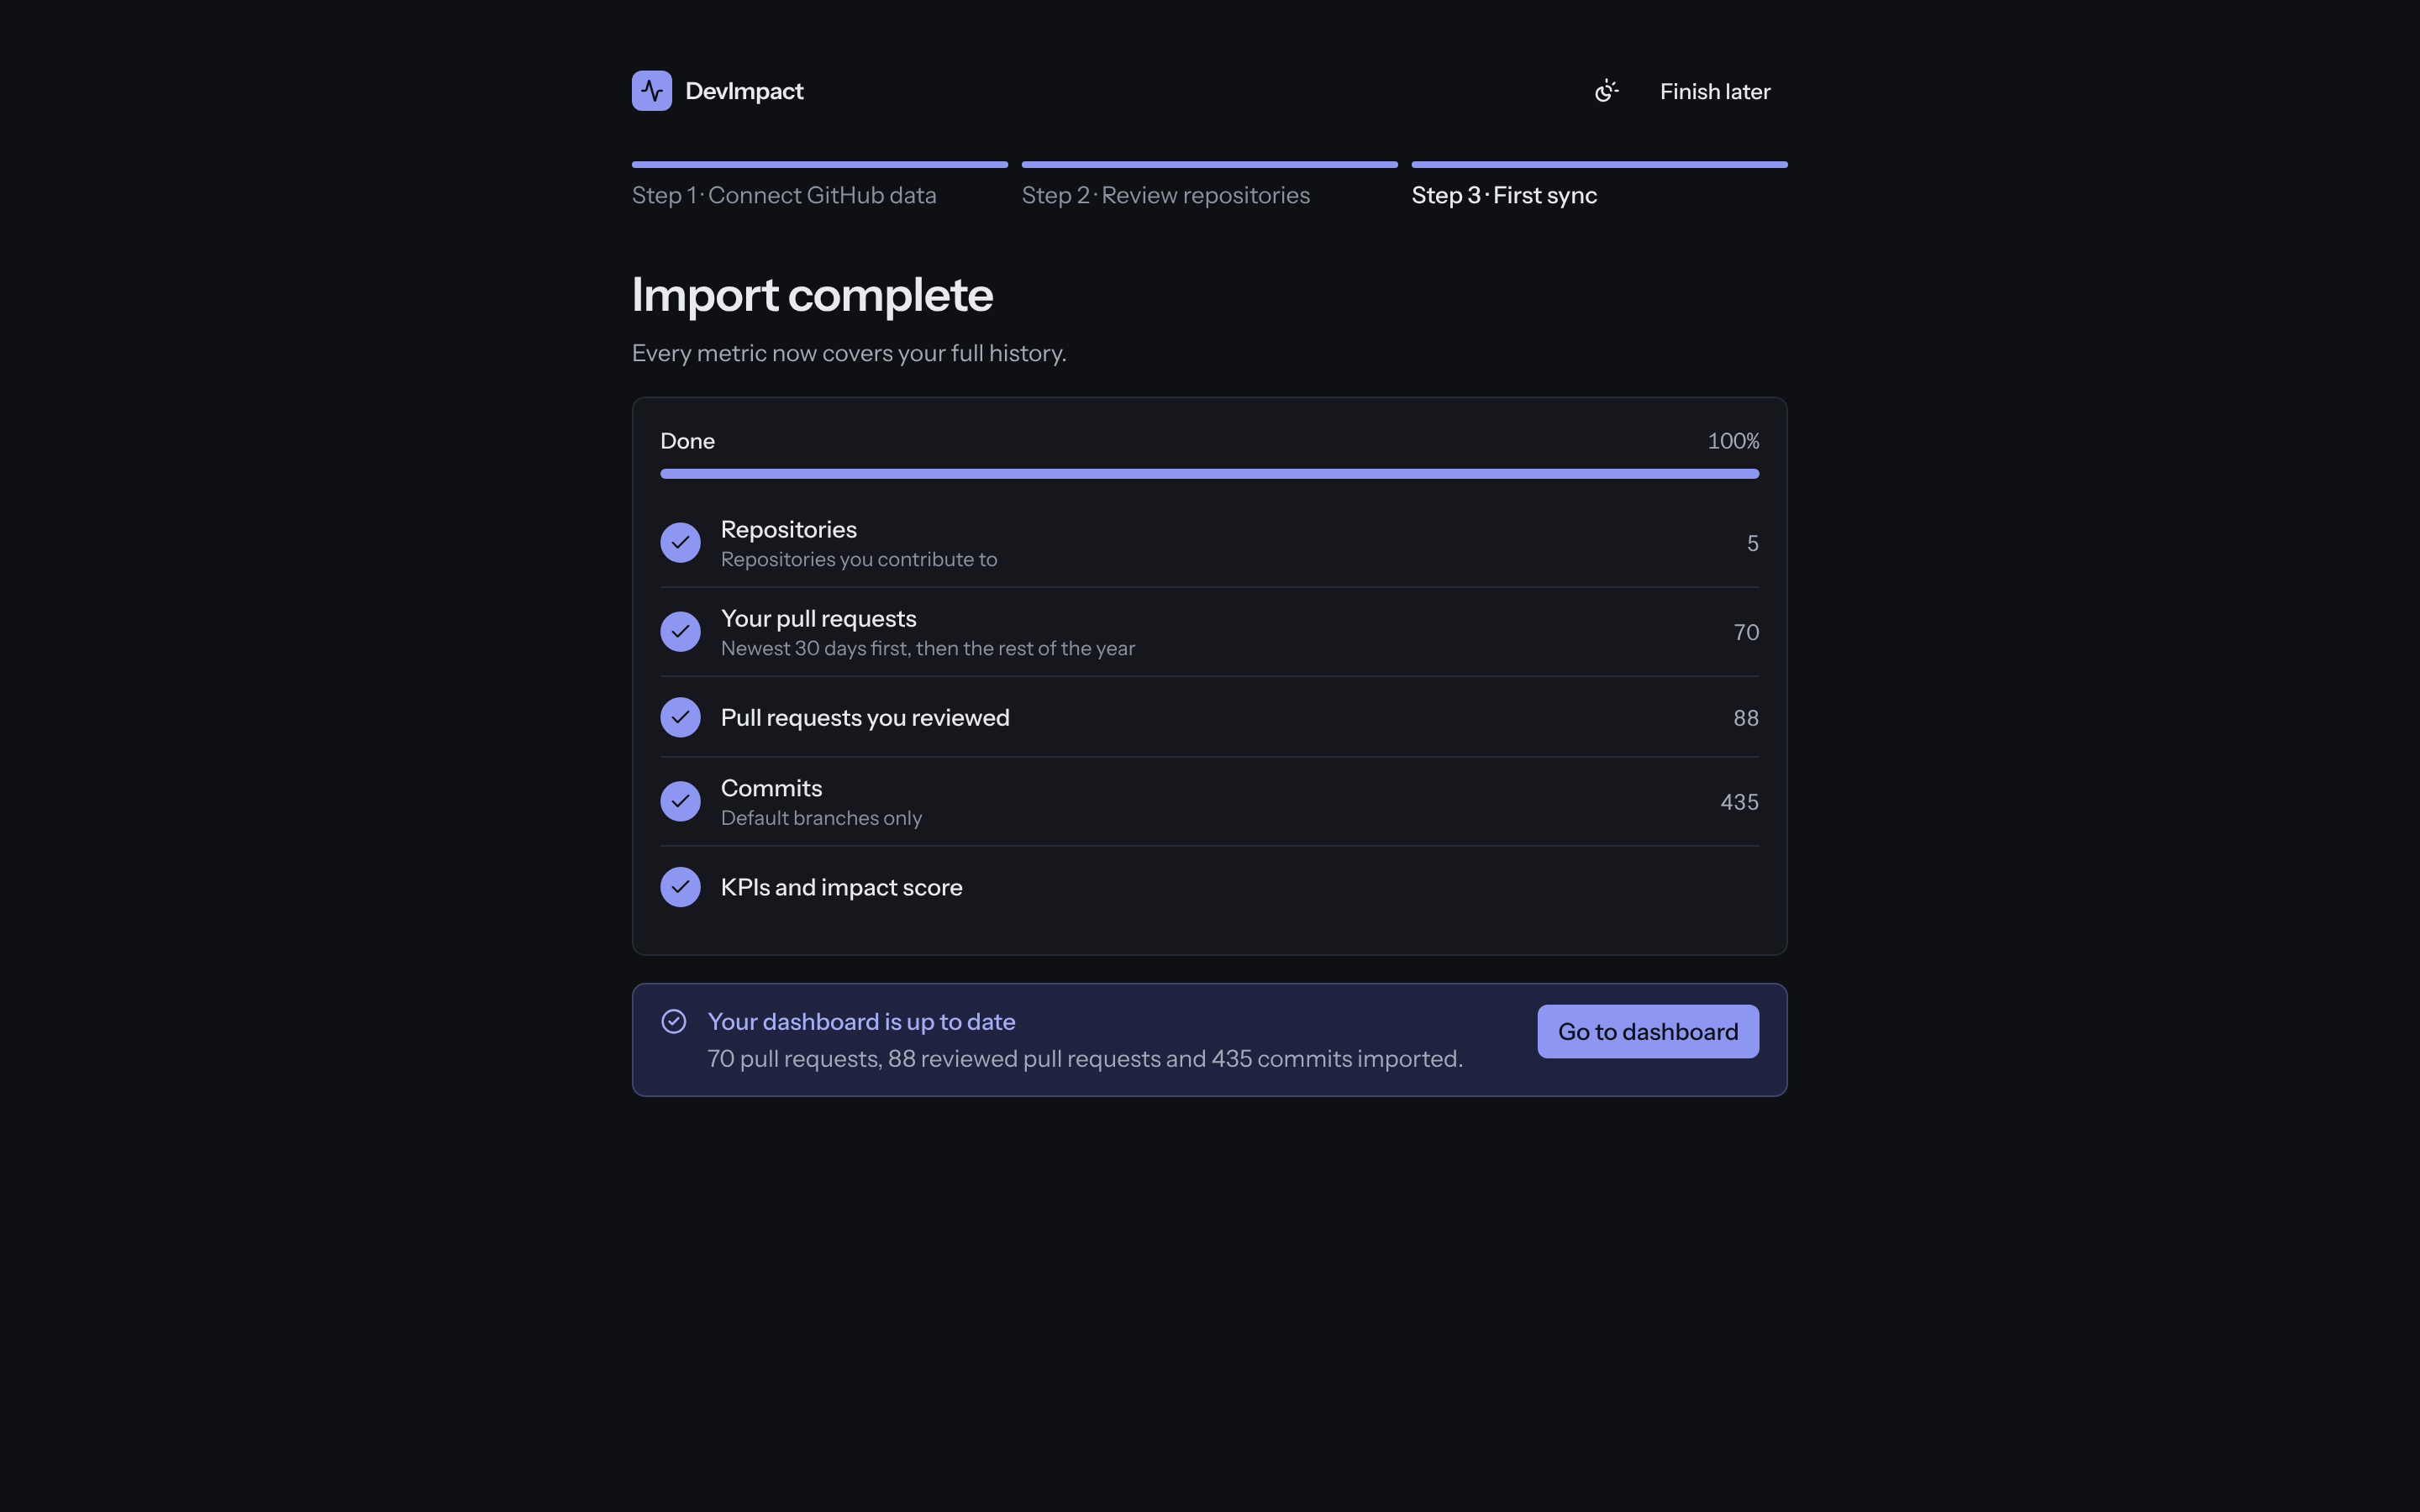 DevImpact
Finish later
Step 1 · Connect GitHub data
Step 2 · Review repositories
Step 3 · First sync
Import complete
Every metric now covers your full history.
Done
100%
Repositories
Repositories you contribute to
5
Your pull requests
Newest 30 days first, then the rest of the year
70
Pull requests you reviewed
88
Commits
Default branches only
435
KPIs and impact score
Your dashboard is up to date
70 pull requests, 88 reviewed pull requests and 435 commits imported.
Go to dashboard